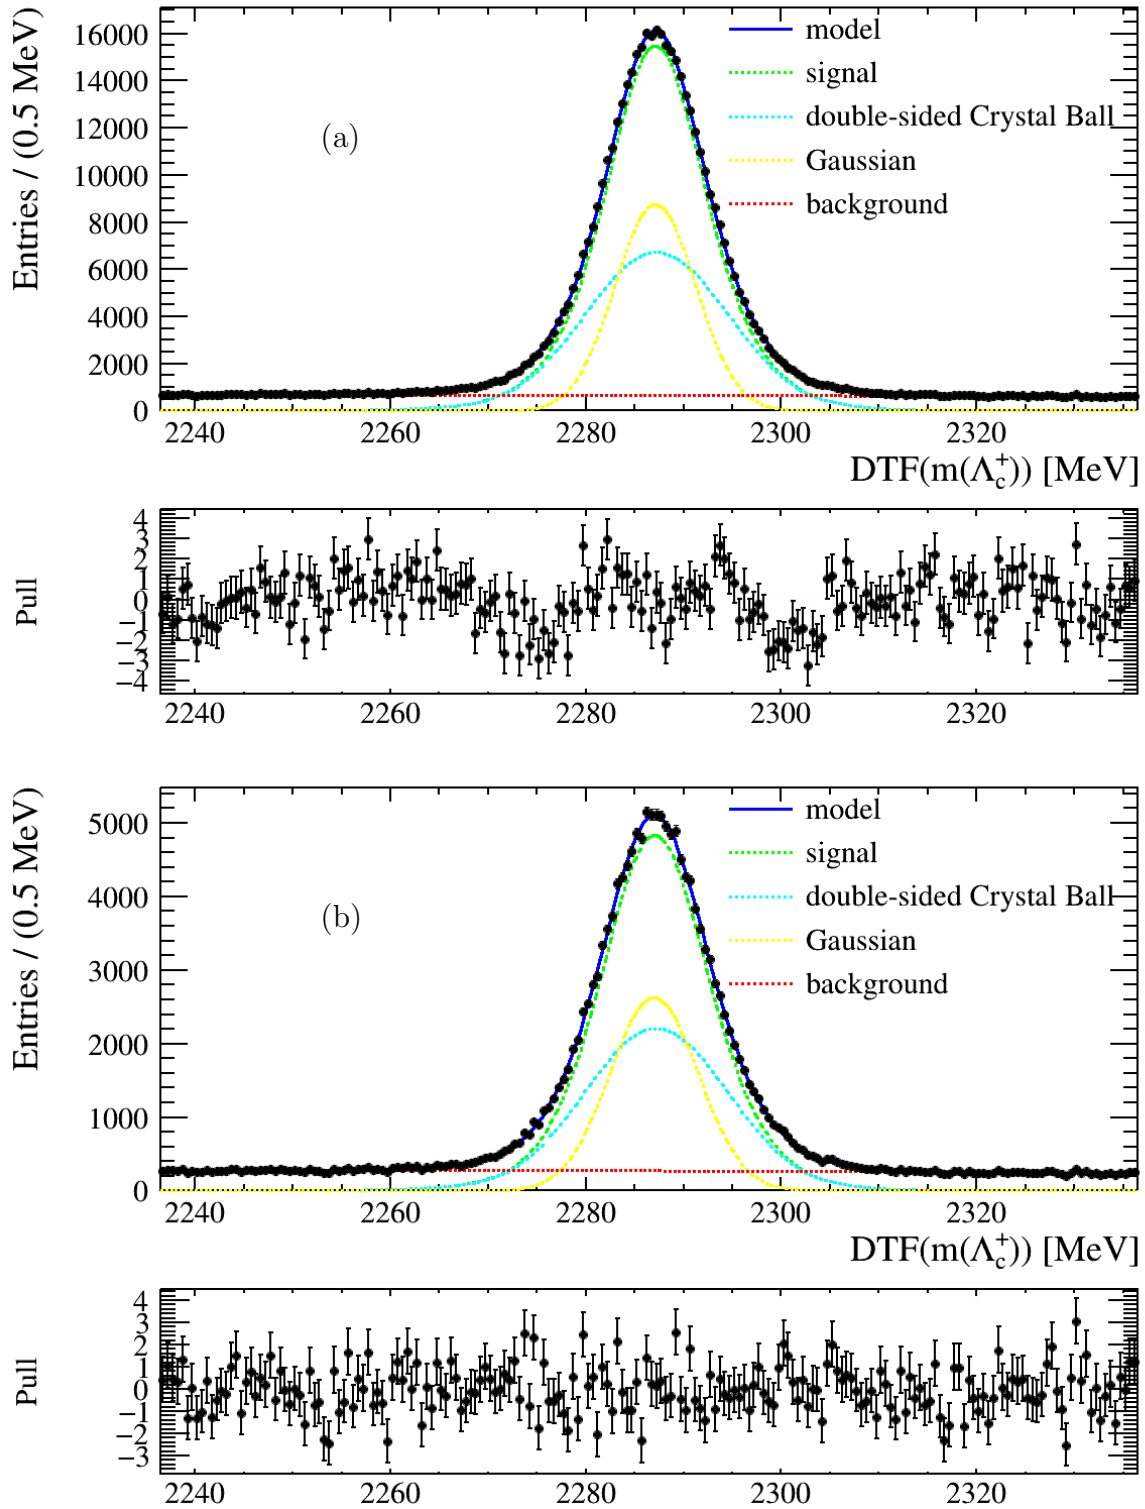 Entries / (0.5 MeV)
16000
14000
12000
10000
8000
6000
4000
2000
0
(a)
model
signal
double-sided Crystal Ball
Gaussian
background
2240 2260 2280 2300 2320
DTF(m(Λc+)) [MeV]
Pull
4
3
2
1
0
−1
−2
−3
−4
2240 2260 2280 2300 2320
Entries / (0.5 MeV)
5000
4000
3000
2000
1000
0
(b)
model
signal
double-sided Crystal Ball
Gaussian
background
2240 2260 2280 2300 2320
DTF(m(Λc+)) [MeV]
Pull
4
3
2
1
0
−1
−2
−3
2240 2260 2280 2300 2320